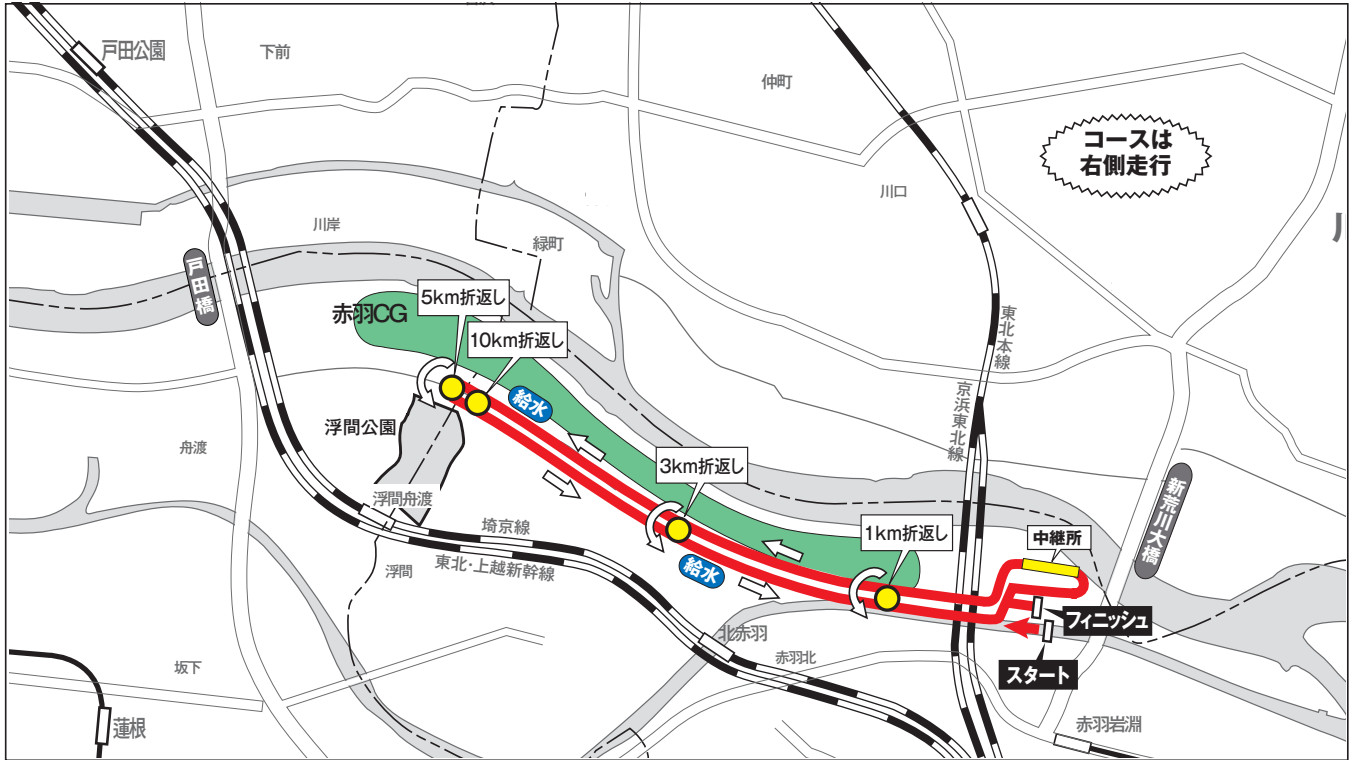 戸田公園
下前
仲町
コースは
右側走行
川口
川岸
緑町
戸田橋
赤羽CG
5km折返し
10km折返し
東北本線
京浜東北線
給水
浮間公園
舟渡
3km折返し
新荒川大橋
浮間舟渡
埼京線
東北・上越新幹線
浮間
給水
1km折返し
中継所
フィニッシュ
スタート
北赤羽
赤羽北
坂下
蓮根
赤羽岩淵